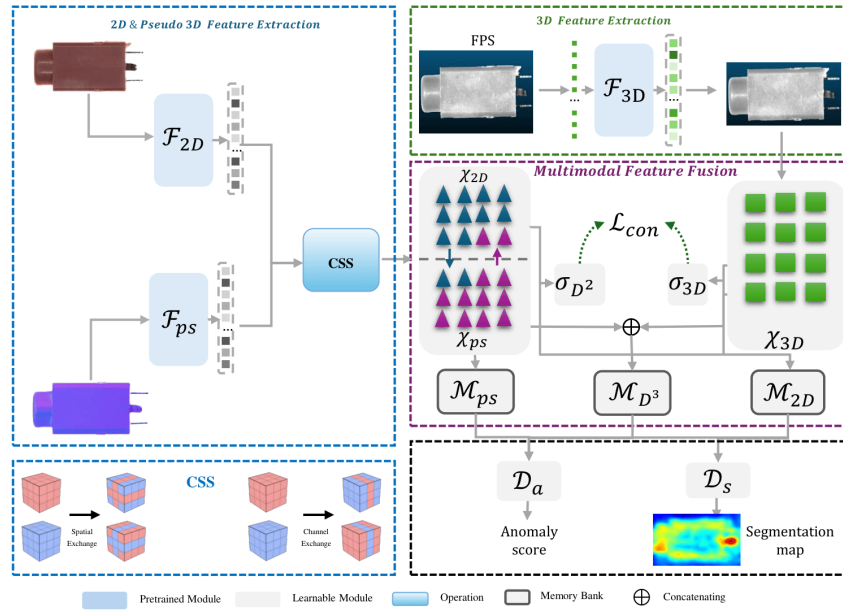 2D & Pseudo 3D Feature Extraction
ℱ2D
...
ℱps
...
CSS
3D Feature Extraction
FPS
...
ℱ3D
...
Multimodal Feature Fusion
χ2D
ℒcon
σD²
σ3D
χps
χ3D
ℳps
ℳD³
ℳ2D
𝒟a
𝒟s
Anomaly
score
Segmentation
map
CSS
Spatial
Exchange
Channel
Exchange
Pretrained Module
Learnable Module
Operation
Memory Bank
Concatenating